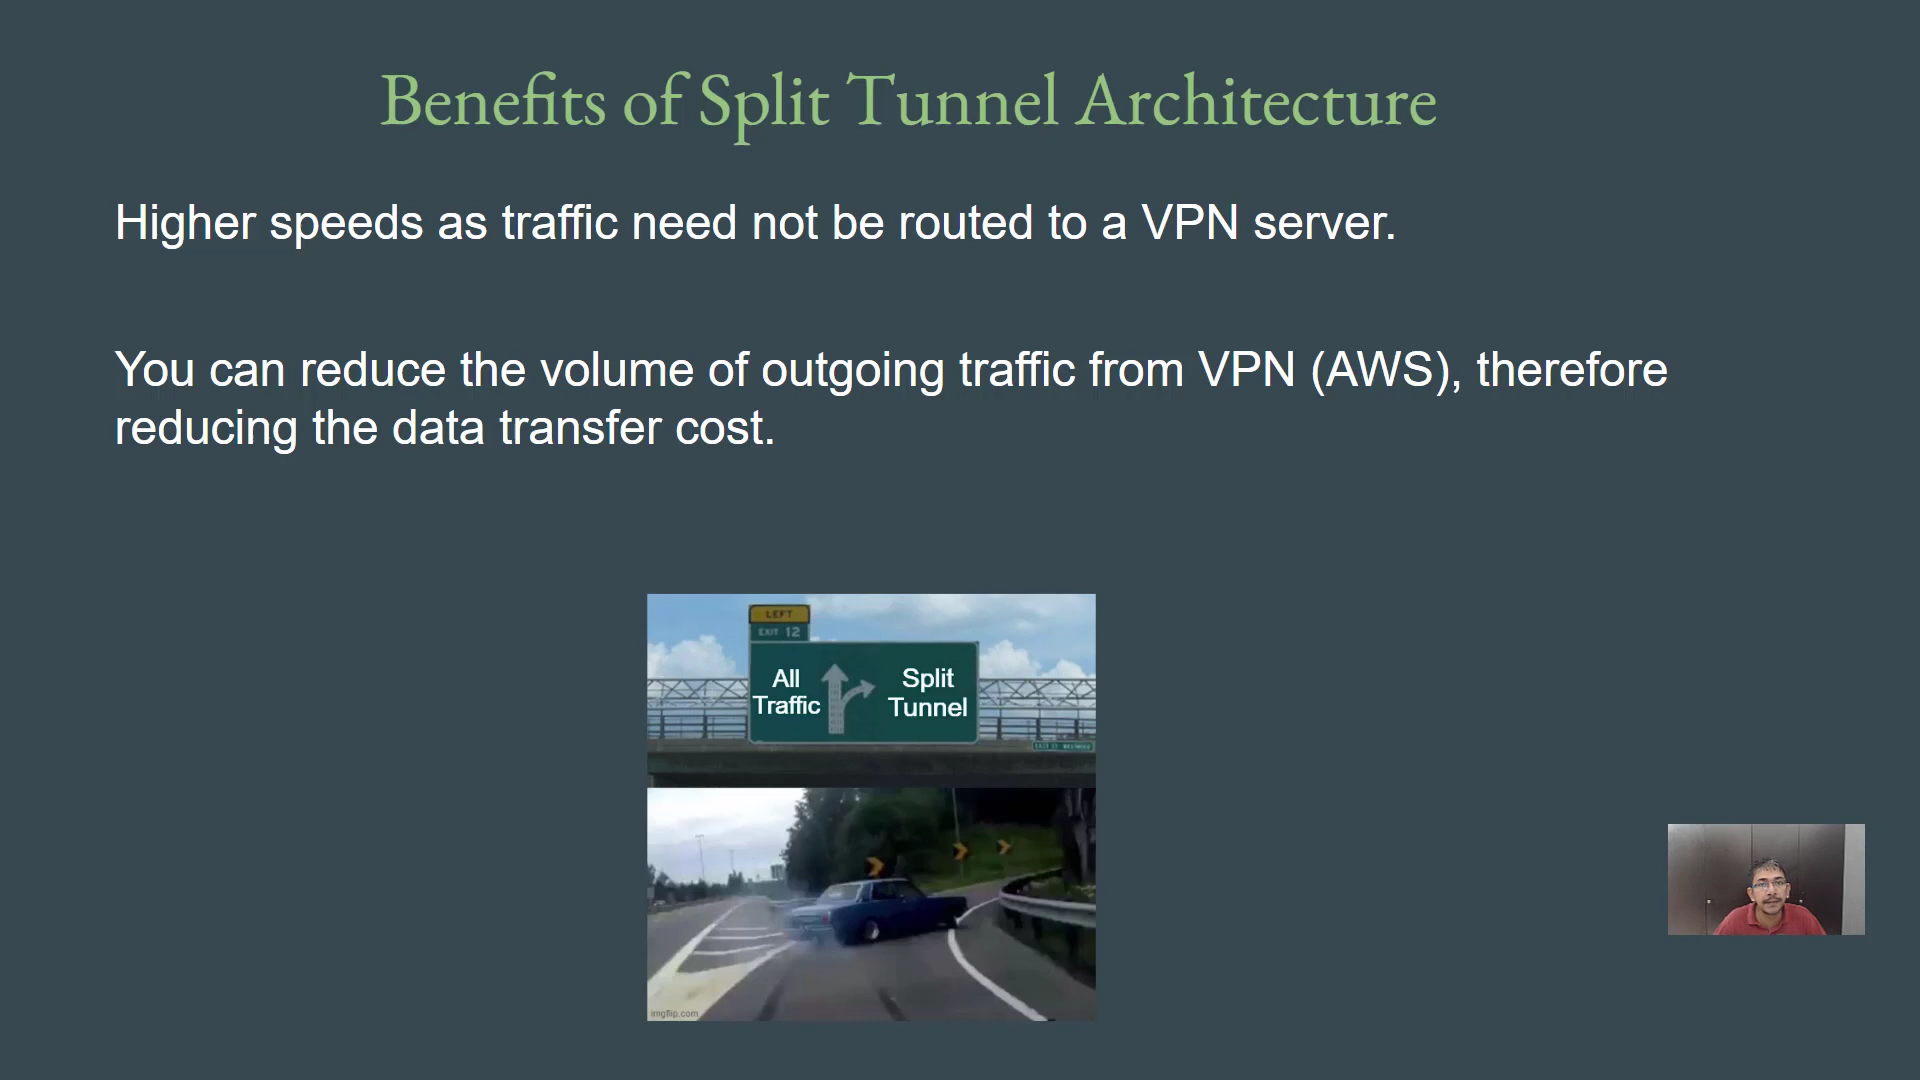 Benefits of Split Tunnel Architecture
Higher speeds as traffic need not be routed to a VPN server.
You can reduce the volume of outgoing traffic from VPN (AWS), therefore
reducing the data transfer cost.
LEFT
EXIT 12
All
Traffic
Split
Tunnel
imgflip.com